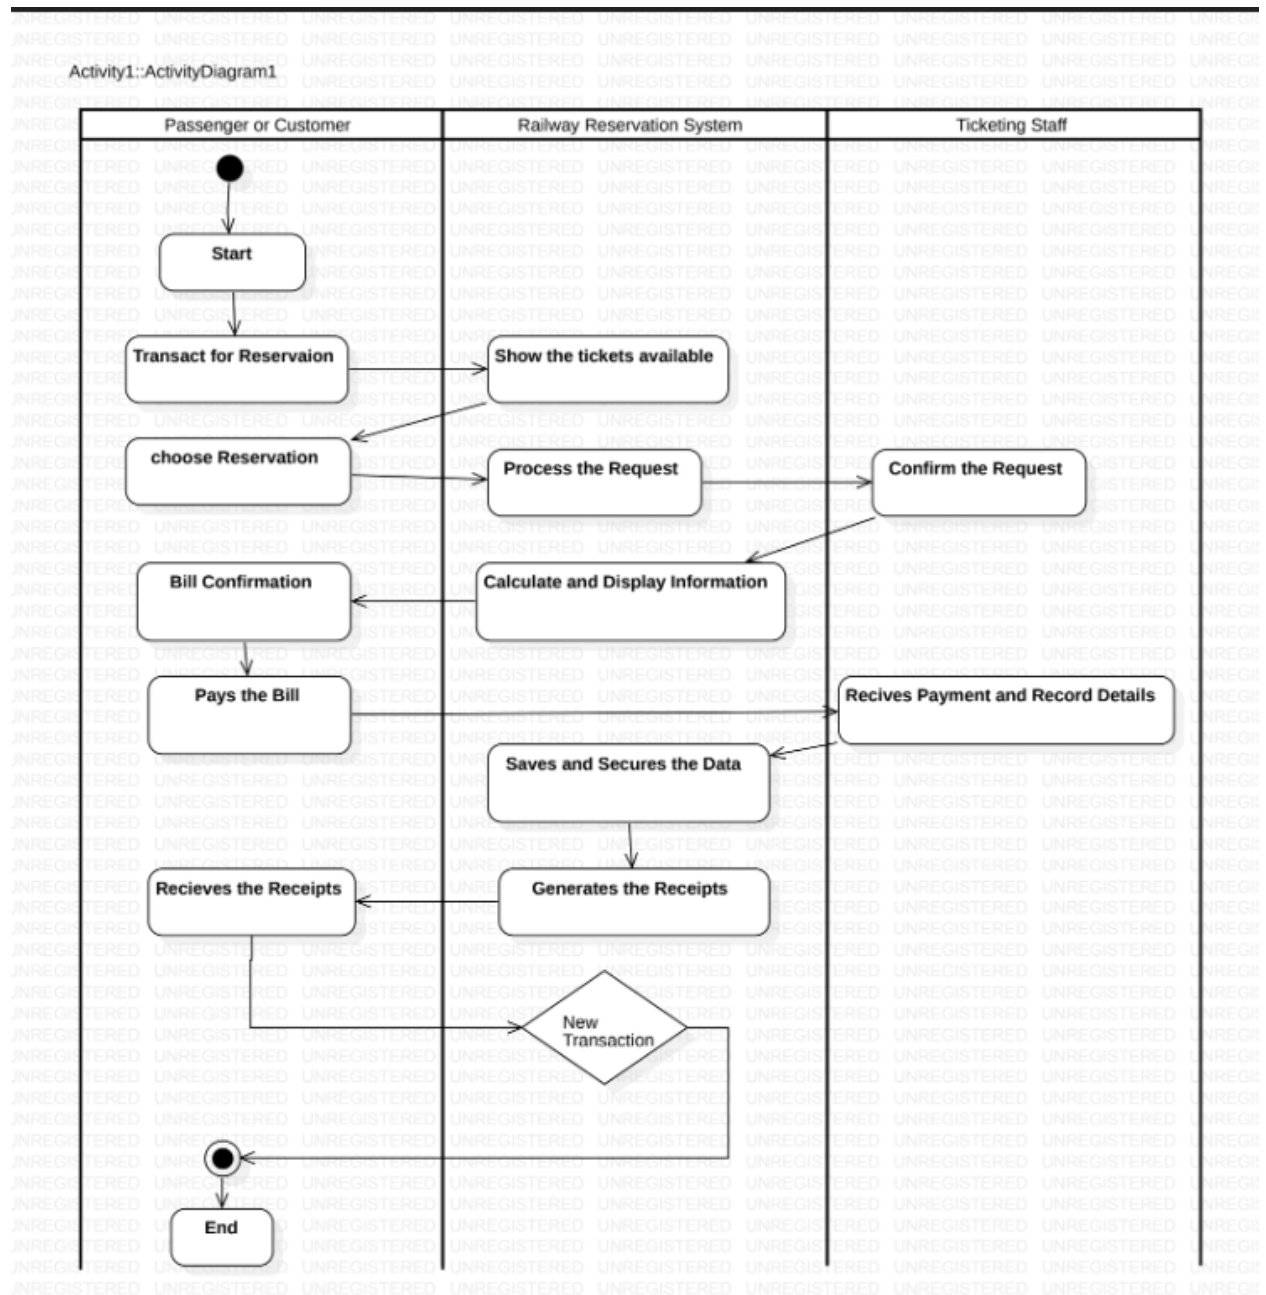 Activity1::ActivityDiagram1
Passenger or Customer
Railway Reservation System
Ticketing Staff
Start
Transact for Reservaion
Show the tickets available
choose Reservation
Process the Request
Confirm the Request
Bill Confirmation
Calculate and Display Information
Pays the Bill
Recives Payment and Record Details
Saves and Secures the Data
Recieves the Receipts
Generates the Receipts
New
Transaction
End
UNREGISTERED